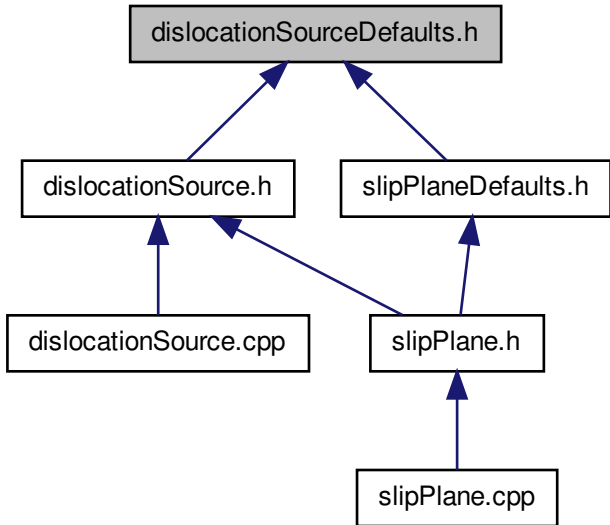 dislocationSourceDefaults.h
dislocationSource.h
slipPlaneDefaults.h
dislocationSource.cpp
slipPlane.h
slipPlane.cpp